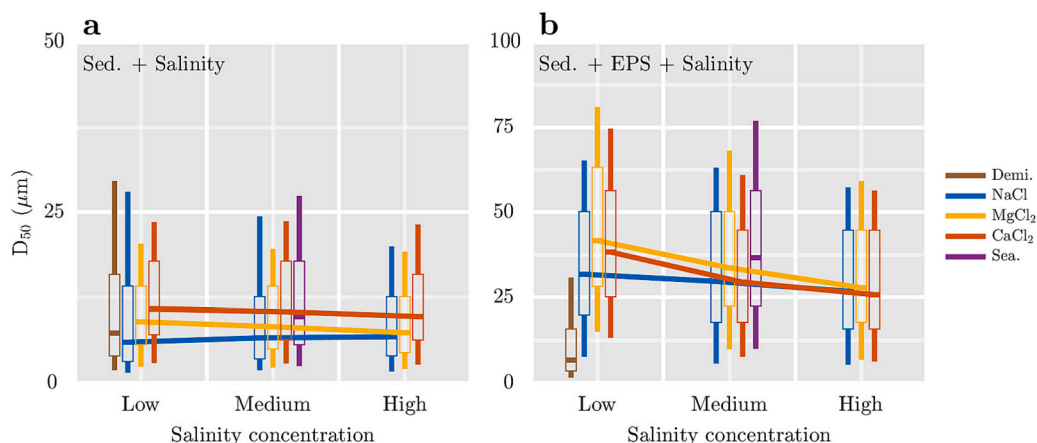 a
b
50
25
0
D₅₀ (μm)
Sed. + Salinity
Low
Medium
High
Salinity concentration
100
75
50
25
0
Sed. + EPS + Salinity
Low
Medium
High
Salinity concentration
Demi.
NaCl
MgCl₂
CaCl₂
Sea.